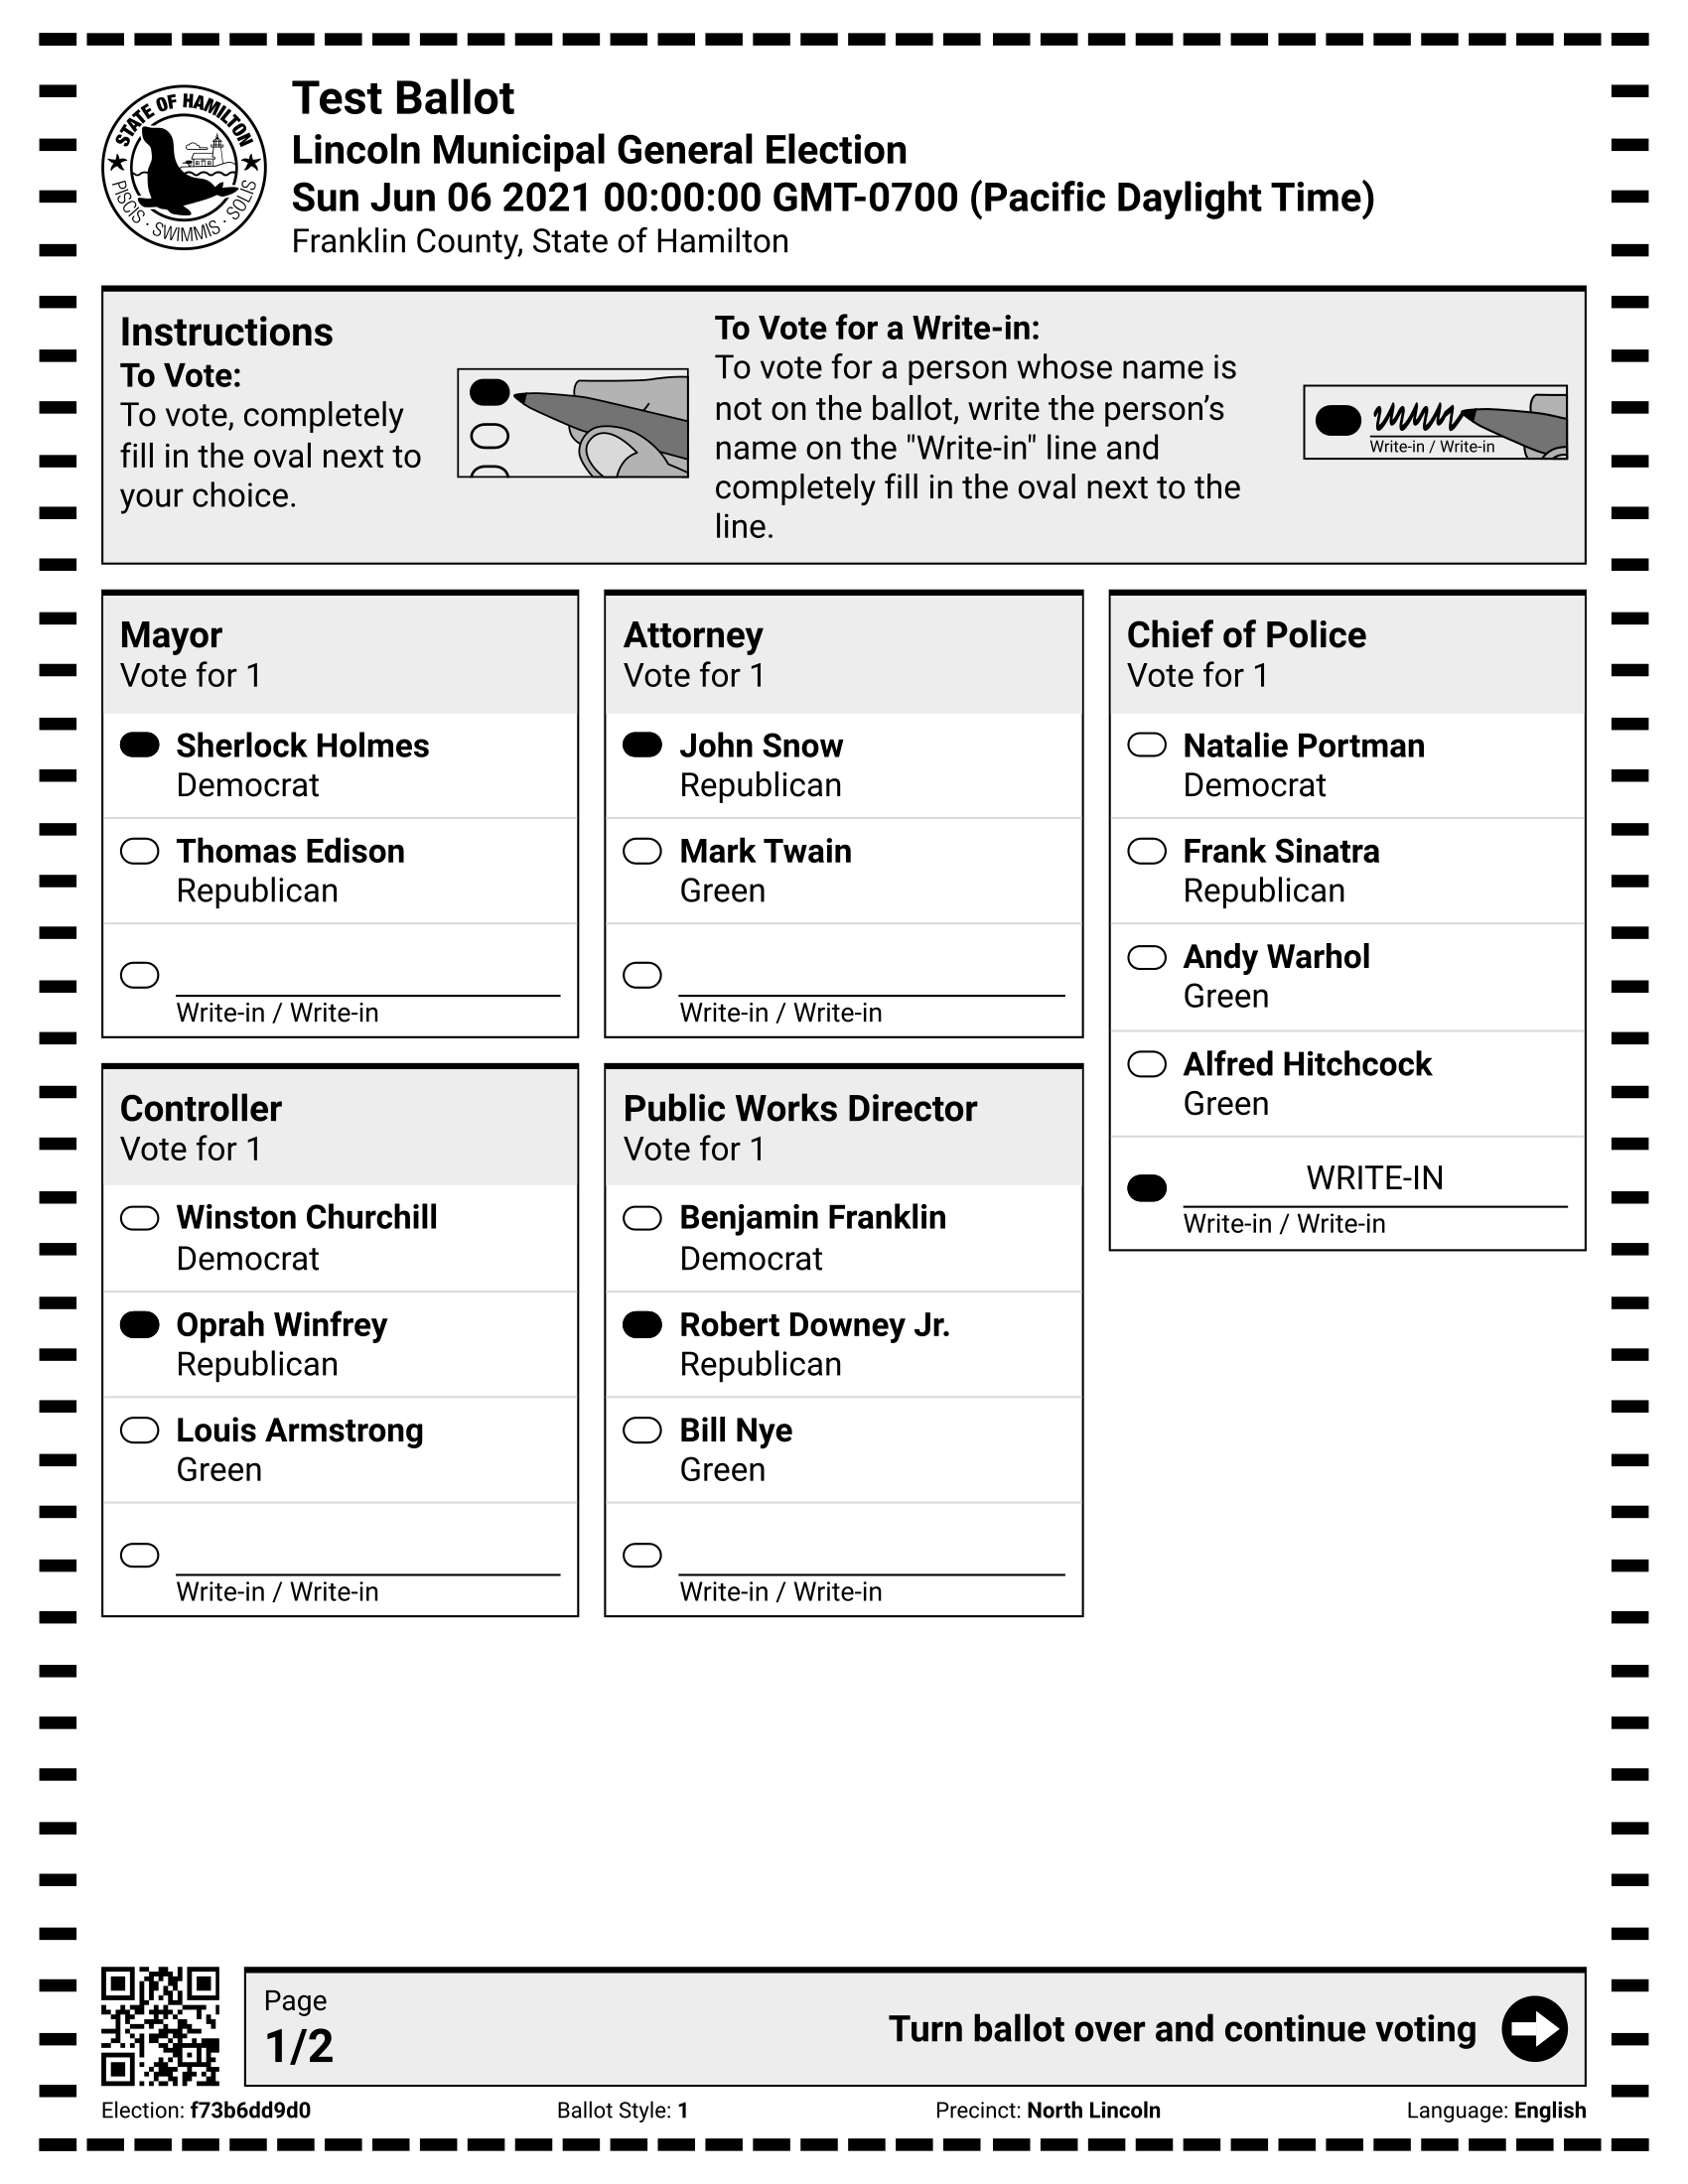 STATE OF HAMILTON
PISCIS · SWIMMIS · SOLIS
Test Ballot
Lincoln Municipal General Election
Sun Jun 06 2021 00:00:00 GMT-0700 (Pacific Daylight Time)
Franklin County, State of Hamilton
Instructions
To Vote:
To vote, completely
fill in the oval next to
your choice.
To Vote for a Write-in:
To vote for a person whose name is
not on the ballot, write the person’s
name on the "Write-in" line and
completely fill in the oval next to the
line.
Write-in / Write-in
Mayor
Vote for 1
Sherlock Holmes
Democrat
Thomas Edison
Republican
Write-in / Write-in
Controller
Vote for 1
Winston Churchill
Democrat
Oprah Winfrey
Republican
Louis Armstrong
Green
Write-in / Write-in
Attorney
Vote for 1
John Snow
Republican
Mark Twain
Green
Write-in / Write-in
Public Works Director
Vote for 1
Benjamin Franklin
Democrat
Robert Downey Jr.
Republican
Bill Nye
Green
Write-in / Write-in
Chief of Police
Vote for 1
Natalie Portman
Democrat
Frank Sinatra
Republican
Andy Warhol
Green
Alfred Hitchcock
Green
WRITE-IN
Write-in / Write-in
Page
1/2
Turn ballot over and continue voting
Election: f73b6dd9d0
Ballot Style: 1
Precinct: North Lincoln
Language: English